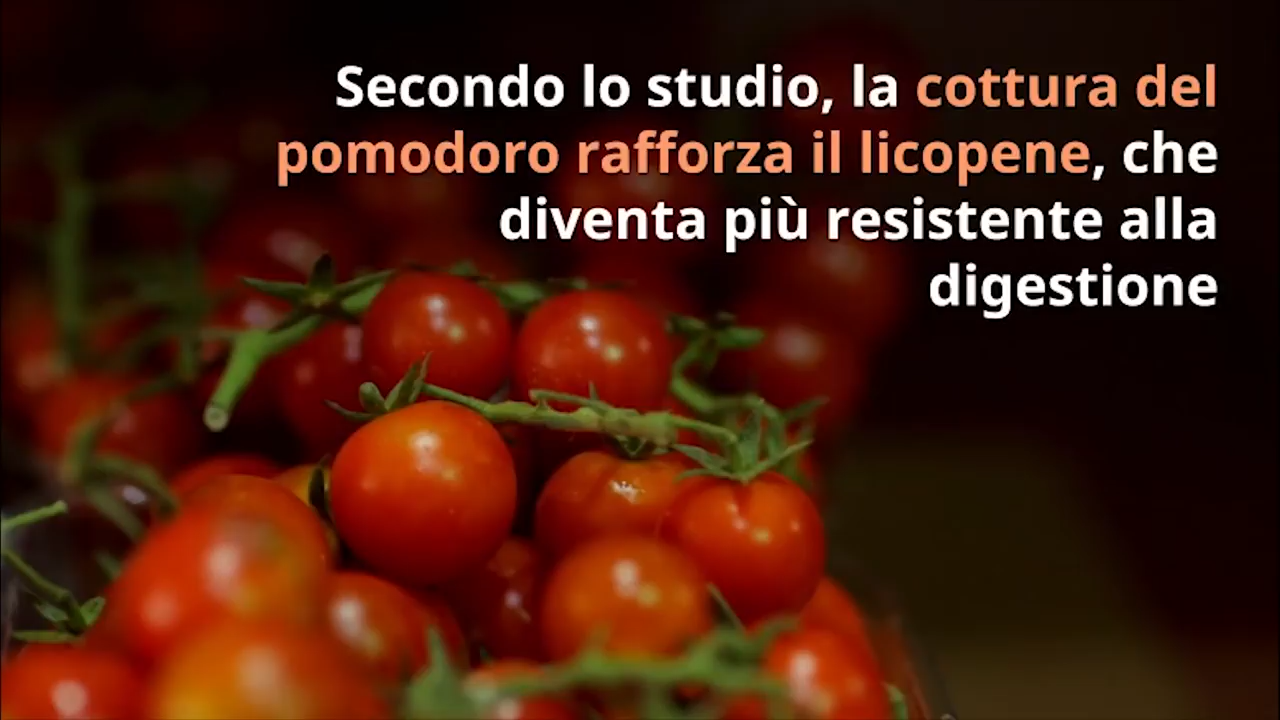 Secondo lo studio, la cottura del
pomodoro rafforza il licopene, che
diventa più resistente alla
digestione